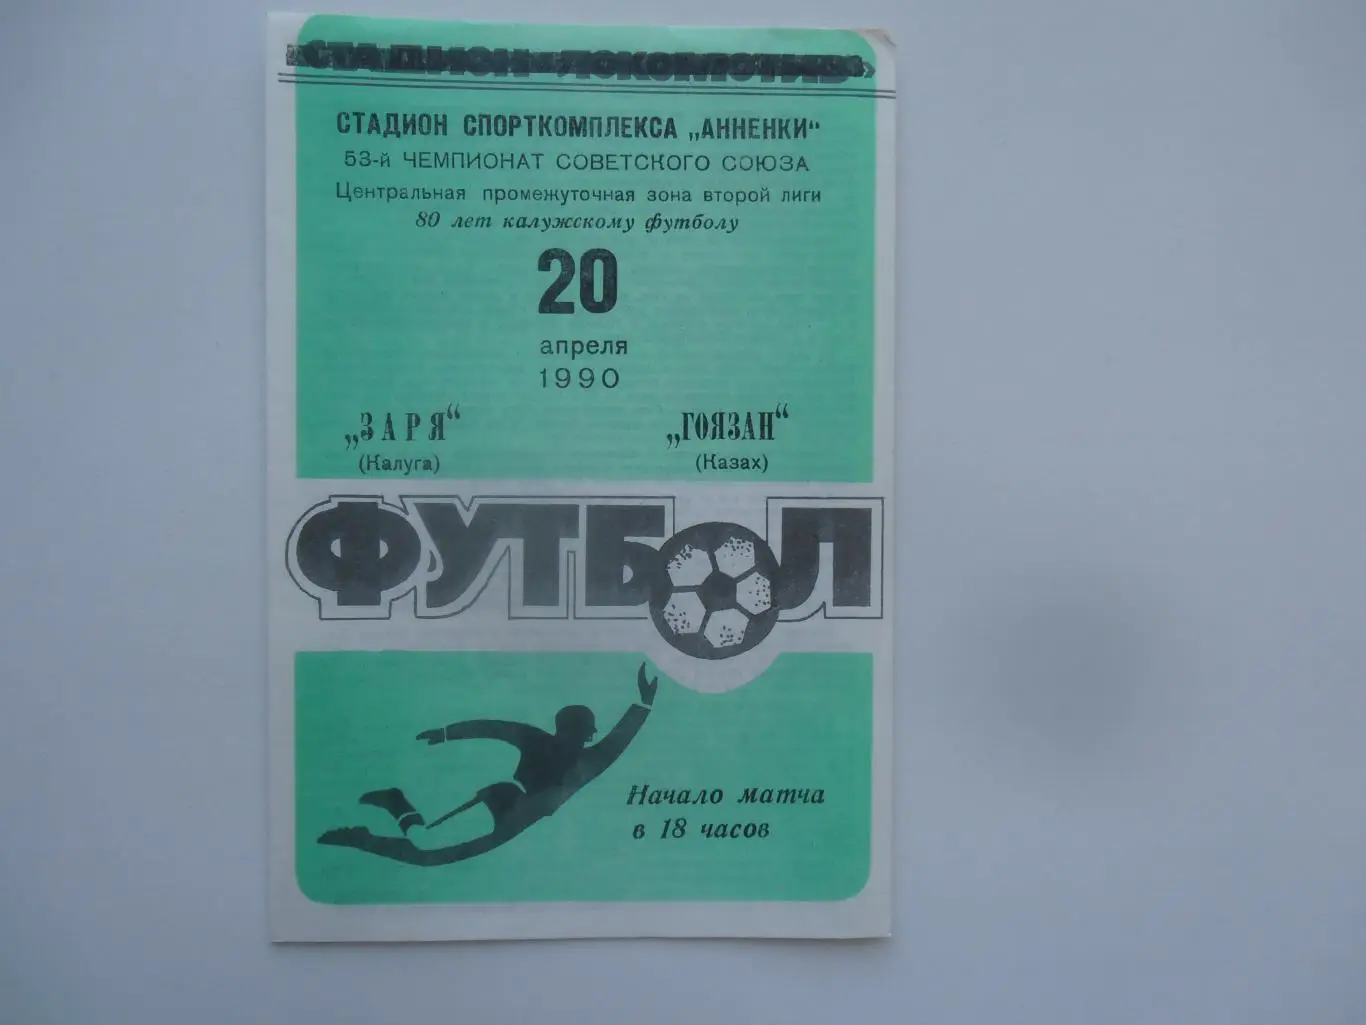 «СТАДИОН «ЛОКОМОТИВ»
СТАДИОН СПОРТКОМПЛЕКСА „АННЕНКИ“
53-й ЧЕМПИОНАТ СОВЕТСКОГО СОЮЗА
Центральная промежуточная зона второй лиги
80 лет калужскому футболу
20
апреля
1990
„ЗАРЯ“ „ГОЯЗАН“
(Калуга) (Казах)
ФУТБОЛ
Начало матча
в 18 часов